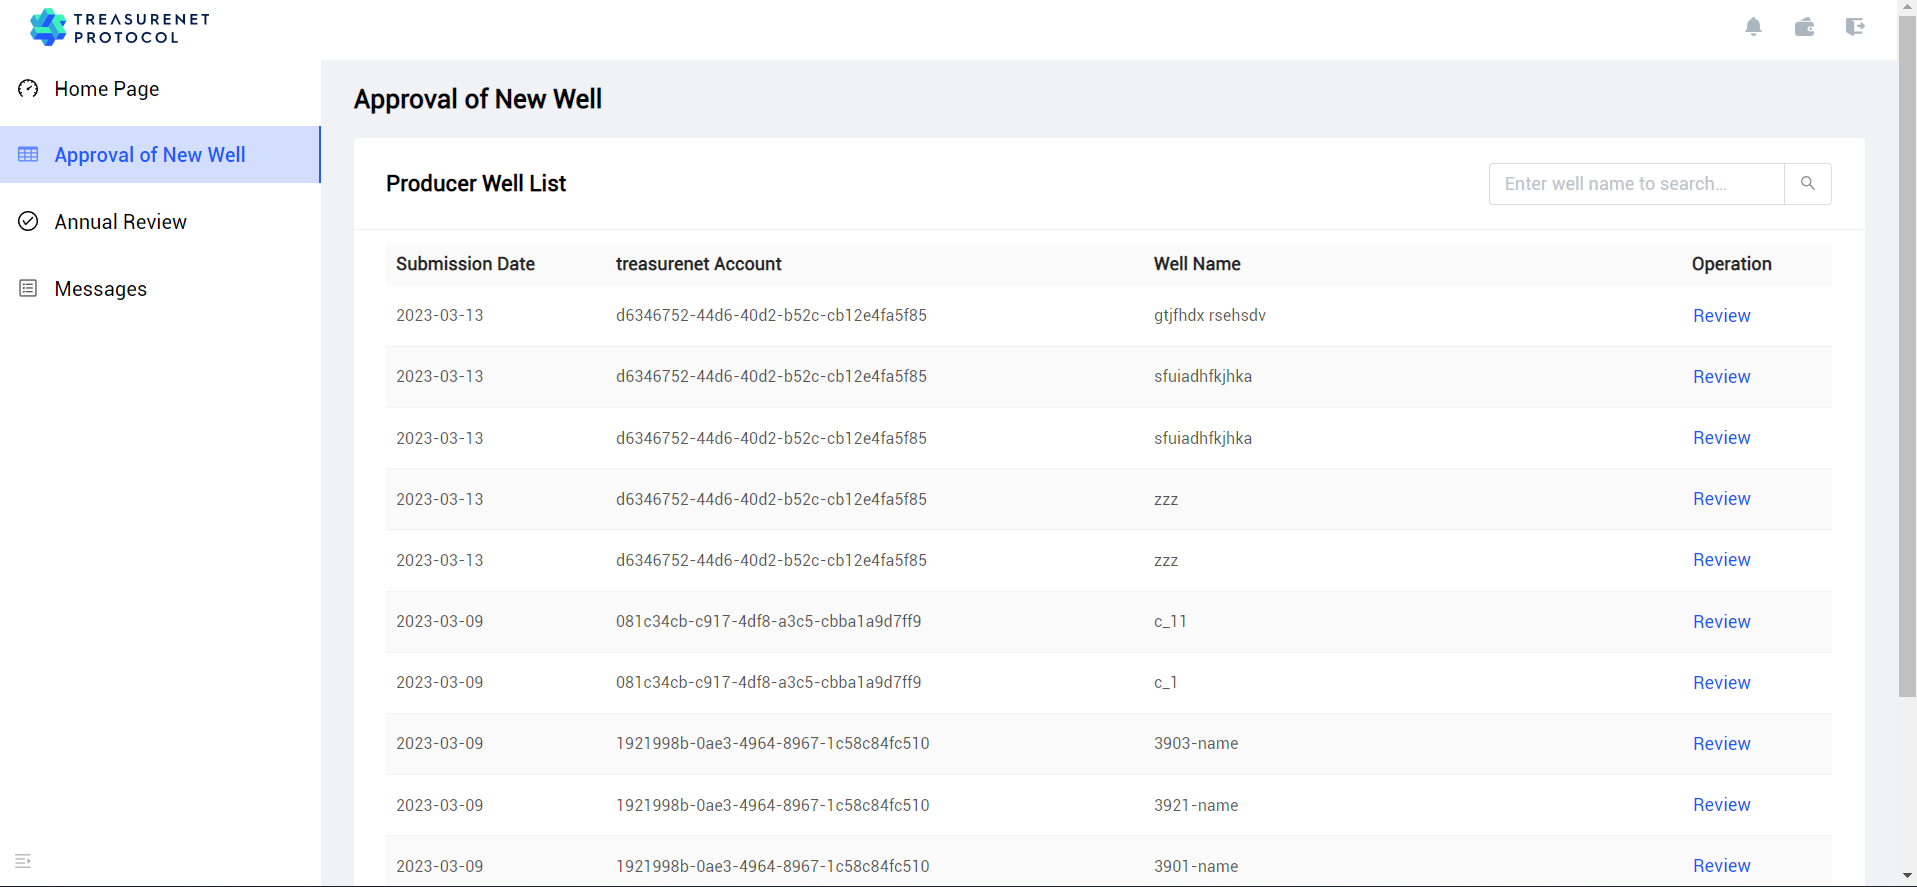 TREASURENET
PROTOCOL
Home Page
Approval of New Well
Annual Review
Messages
Approval of New Well
Producer Well List
Enter well name to search...
Submission Date treasurenet Account Well Name Operation
2023-03-13 d6346752-44d6-40d2-b52c-cb12e4fa5f85 gtjfhdx rsehsdv Review
2023-03-13 d6346752-44d6-40d2-b52c-cb12e4fa5f85 sfuiadhfkjhka Review
2023-03-13 d6346752-44d6-40d2-b52c-cb12e4fa5f85 sfuiadhfkjhka Review
2023-03-13 d6346752-44d6-40d2-b52c-cb12e4fa5f85 zzz Review
2023-03-13 d6346752-44d6-40d2-b52c-cb12e4fa5f85 zzz Review
2023-03-09 081c34cb-c917-4df8-a3c5-cbba1a9d7ff9 c_11 Review
2023-03-09 081c34cb-c917-4df8-a3c5-cbba1a9d7ff9 c_1 Review
2023-03-09 1921998b-0ae3-4964-8967-1c58c84fc510 3903-name Review
2023-03-09 1921998b-0ae3-4964-8967-1c58c84fc510 3921-name Review
2023-03-09 1921998b-0ae3-4964-8967-1c58c84fc510 3901-name Review